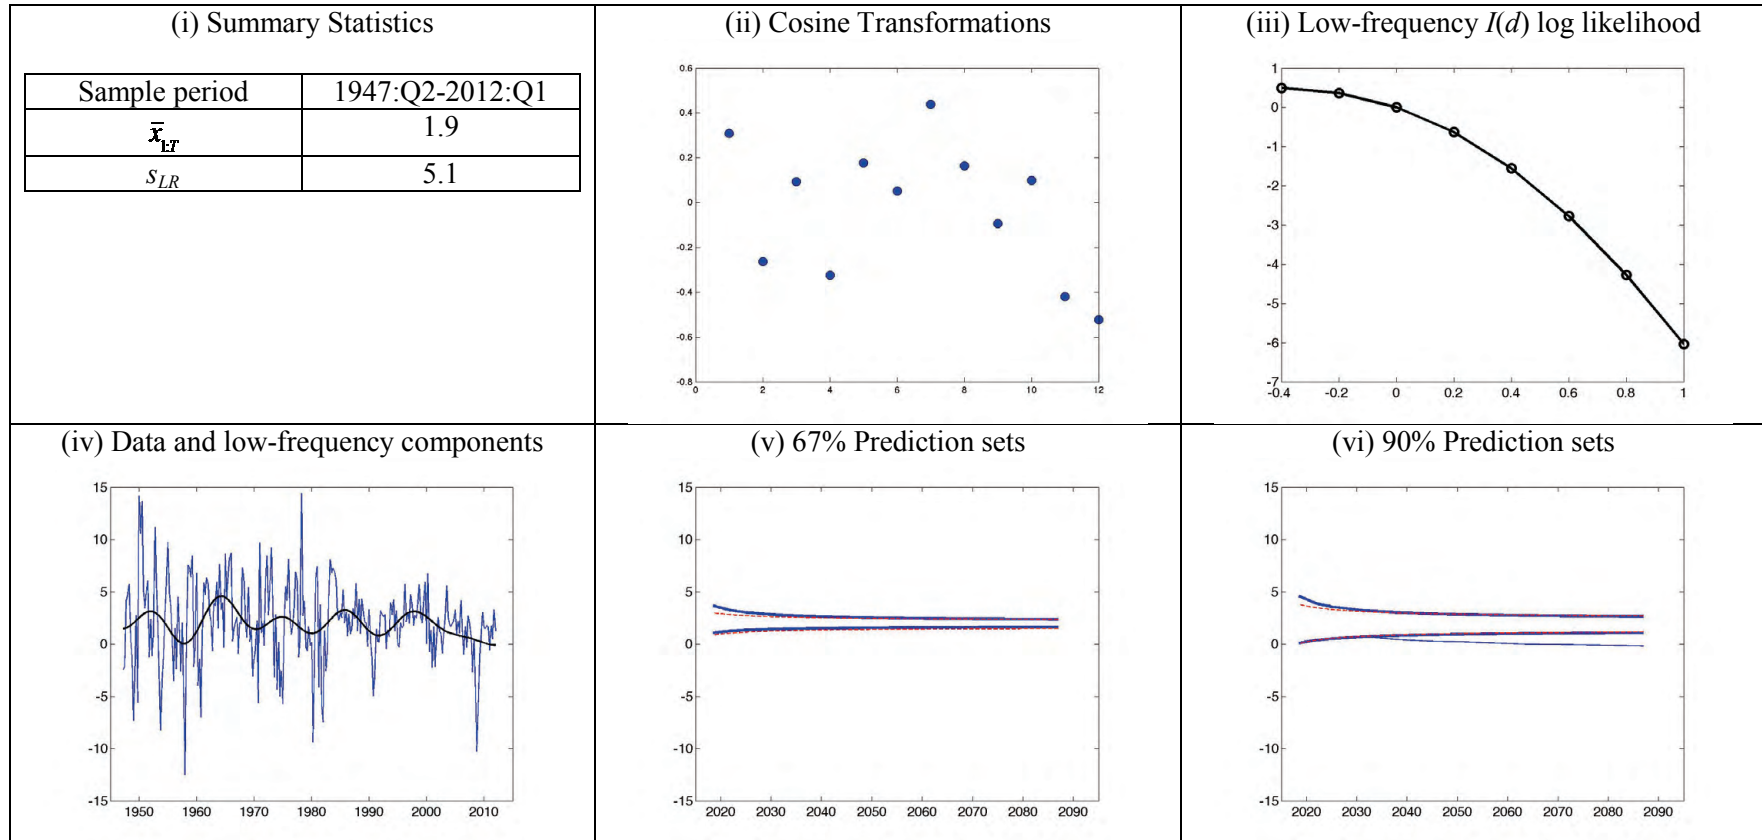 (i) Summary Statistics
Sample period 1947:Q2-2012:Q1
x̄1:T 1.9
sLR 5.1
(ii) Cosine Transformations
0.6
0.4
0.2
0
-0.2
-0.4
-0.6
-0.8
0 2 4 6 8 10 12
(iii) Low-frequency I(d) log likelihood
1
0
-1
-2
-3
-4
-5
-6
-7
-0.4 -0.2 0 0.2 0.4 0.6 0.8 1
(iv) Data and low-frequency components
15
10
5
0
-5
-10
-15
1950 1960 1970 1980 1990 2000 2010
(v) 67% Prediction sets
15
10
5
0
-5
-10
-15
2020 2030 2040 2050 2060 2070 2080 2090
(vi) 90% Prediction sets
15
10
5
0
-5
-10
-15
2020 2030 2040 2050 2060 2070 2080 2090